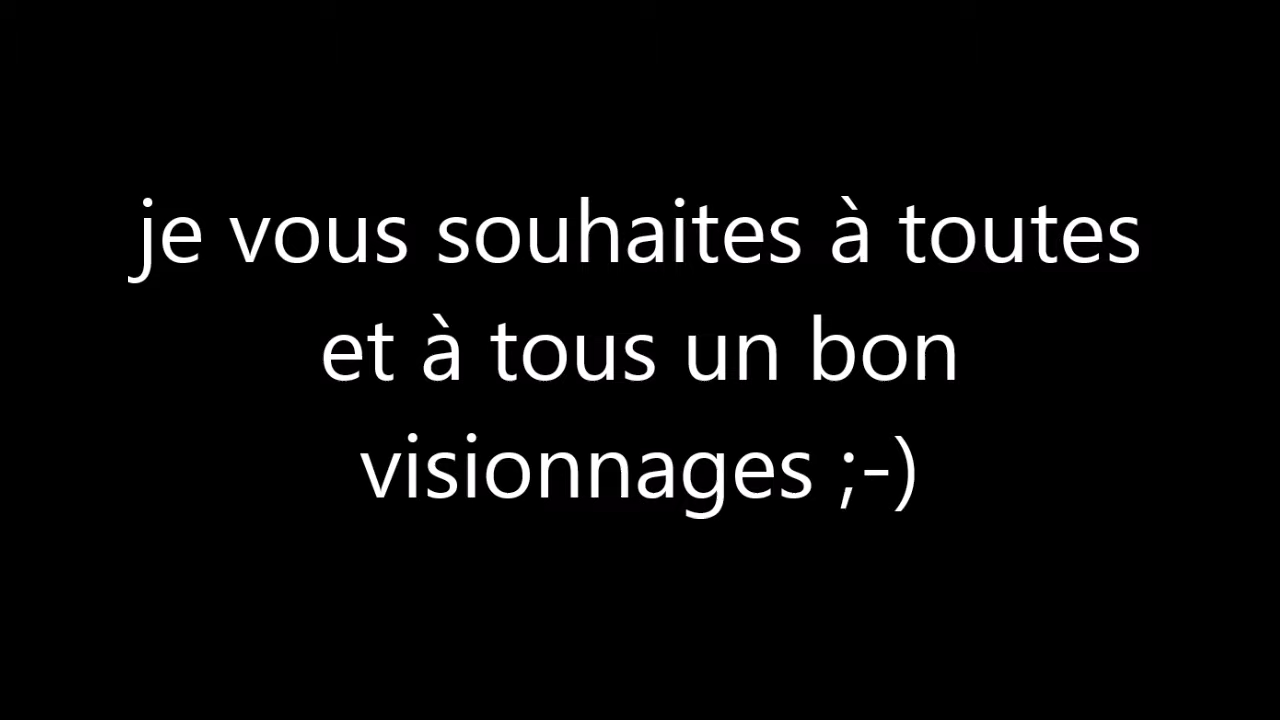 je vous souhaites à toutes
et à tous un bon
visionnages ;-)